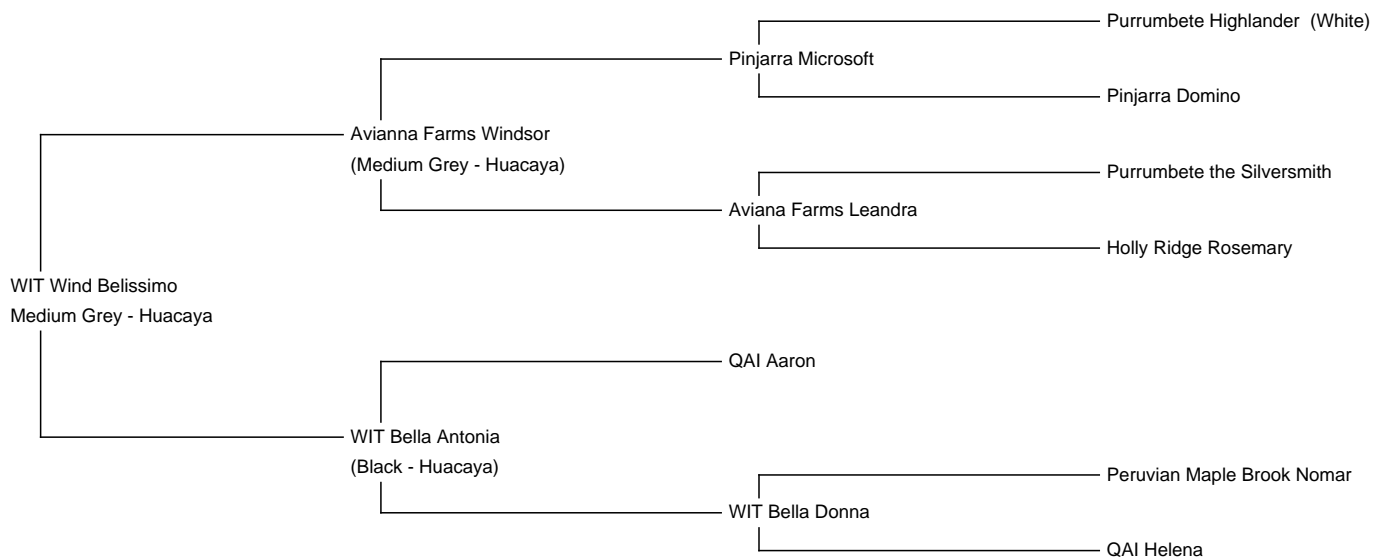 Purrumbete Highlander  (White)
Pinjarra Microsoft
Pinjarra Domino
Avianna Farms Windsor
(Medium Grey - Huacaya)
Purrumbete the Silversmith
Aviana Farms Leandra
Holly Ridge Rosemary
WIT Wind Belissimo
Medium Grey - Huacaya
QAI Aaron
WIT Bella Antonia
(Black - Huacaya)
Peruvian Maple Brook Nomar
WIT Bella Donna
QAI Helena